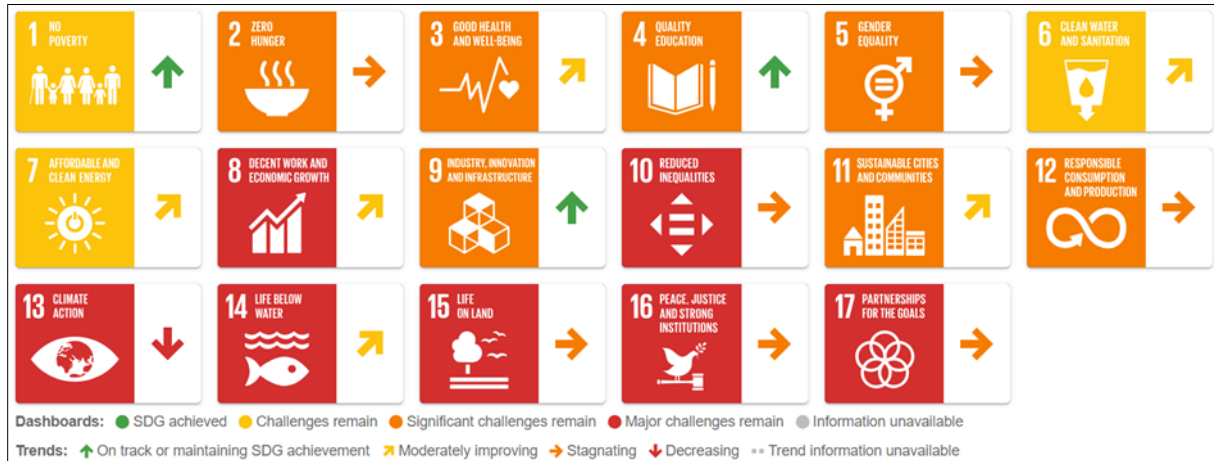 1 NO
POVERTY
2 ZERO
HUNGER
3 GOOD HEALTH
AND WELL-BEING
4 QUALITY
EDUCATION
5 GENDER
EQUALITY
6 CLEAN WATER
AND SANITATION
7 AFFORDABLE AND
CLEAN ENERGY
8 DECENT WORK AND
ECONOMIC GROWTH
9 INDUSTRY, INNOVATION
AND INFRASTRUCTURE
10 REDUCED
INEQUALITIES
11 SUSTAINABLE CITIES
AND COMMUNITIES
12 RESPONSIBLE
CONSUMPTION
AND PRODUCTION
13 CLIMATE
ACTION
14 LIFE BELOW
WATER
15 LIFE
ON LAND
16 PEACE, JUSTICE
AND STRONG
INSTITUTIONS
17 PARTNERSHIPS
FOR THE GOALS
Dashboards: SDG achieved Challenges remain Significant challenges remain Major challenges remain Information unavailable
Trends: On track or maintaining SDG achievement Moderately improving Stagnating Decreasing Trend information unavailable